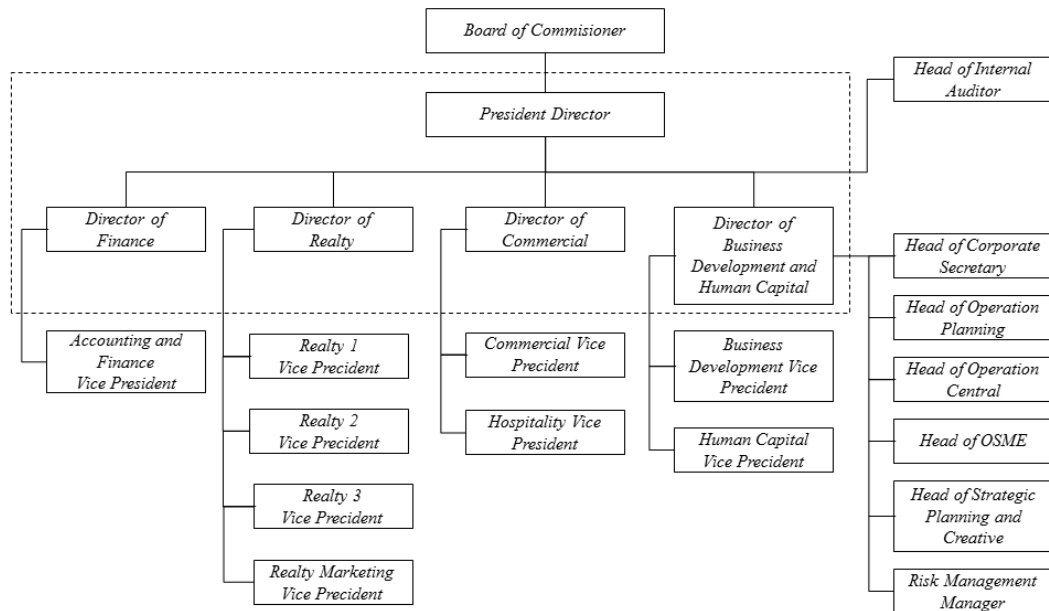 Board of Commisioner
Head of Internal
Auditor
President Director
Director of
Finance
Director of
Realty
Director of
Commercial
Director of
Business
Development and
Human Capital
Head of Corporate
Secretary
Head of Operation
Planning
Accounting and
Finance
Vice President
Realty 1
Vice Precident
Commercial Vice
Precident
Business
Development Vice
Precident
Head of Operation
Central
Realty 2
Vice Precident
Hospitality Vice
President
Human Capital
Vice Precident
Head of OSME
Realty 3
Vice Precident
Head of Strategic
Planning and
Creative
Realty Marketing
Vice Precident
Risk Management
Manager